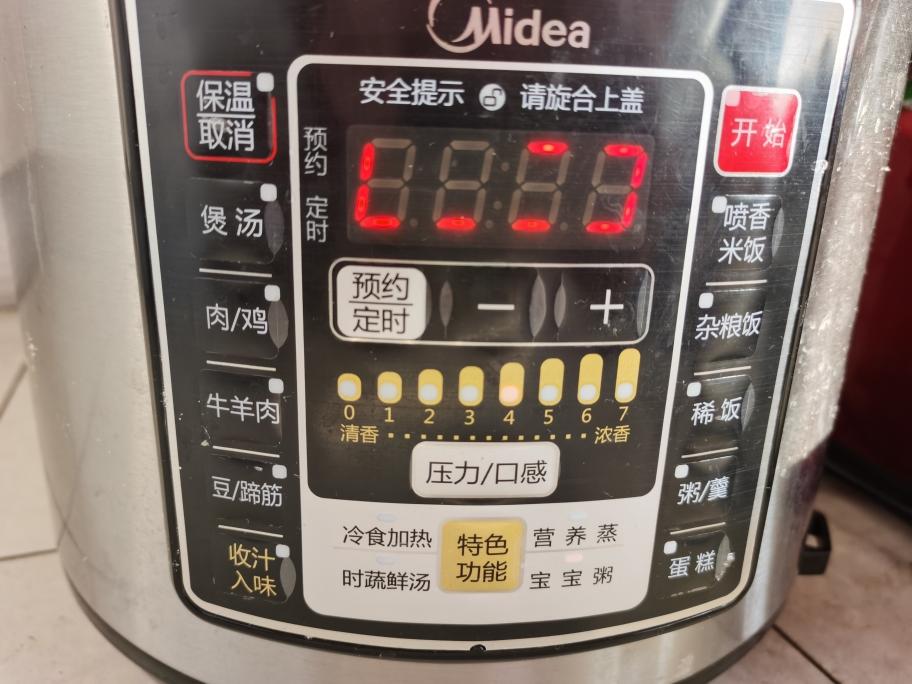 Midea
安全提示 请旋合上盖
保温
取消
煲汤
肉/鸡
牛羊肉
豆/蹄筋
收汁
入味
预约
定时
预约
定时
－
＋
0 1 2 3 4 5 6 7
清香 浓香
压力/口感
冷食加热
时蔬鲜汤
特色
功能
营养蒸
宝宝粥
开始
喷香
米饭
杂粮饭
稀饭
粥/羹
蛋糕